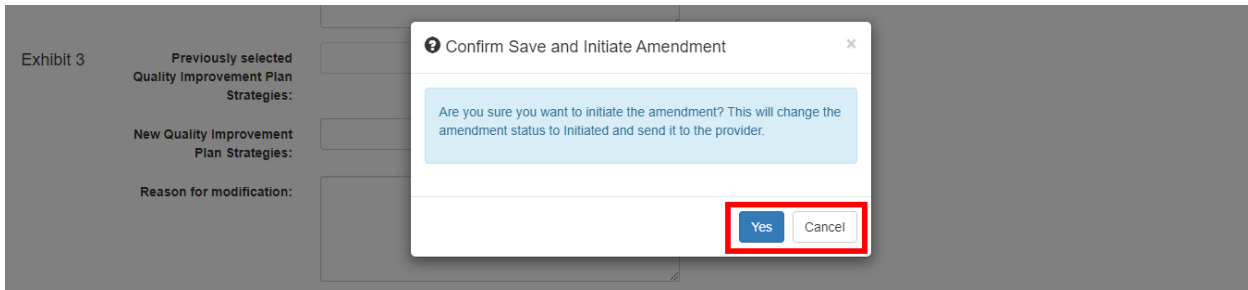 Confirm Save and Initiate Amendment
×
Exhibit 3
Previously selected
Quality Improvement Plan
Strategies:
Are you sure you want to initiate the amendment? This will change the
amendment status to Initiated and send it to the provider.
New Quality Improvement
Plan Strategies:
Reason for modification:
Yes
Cancel